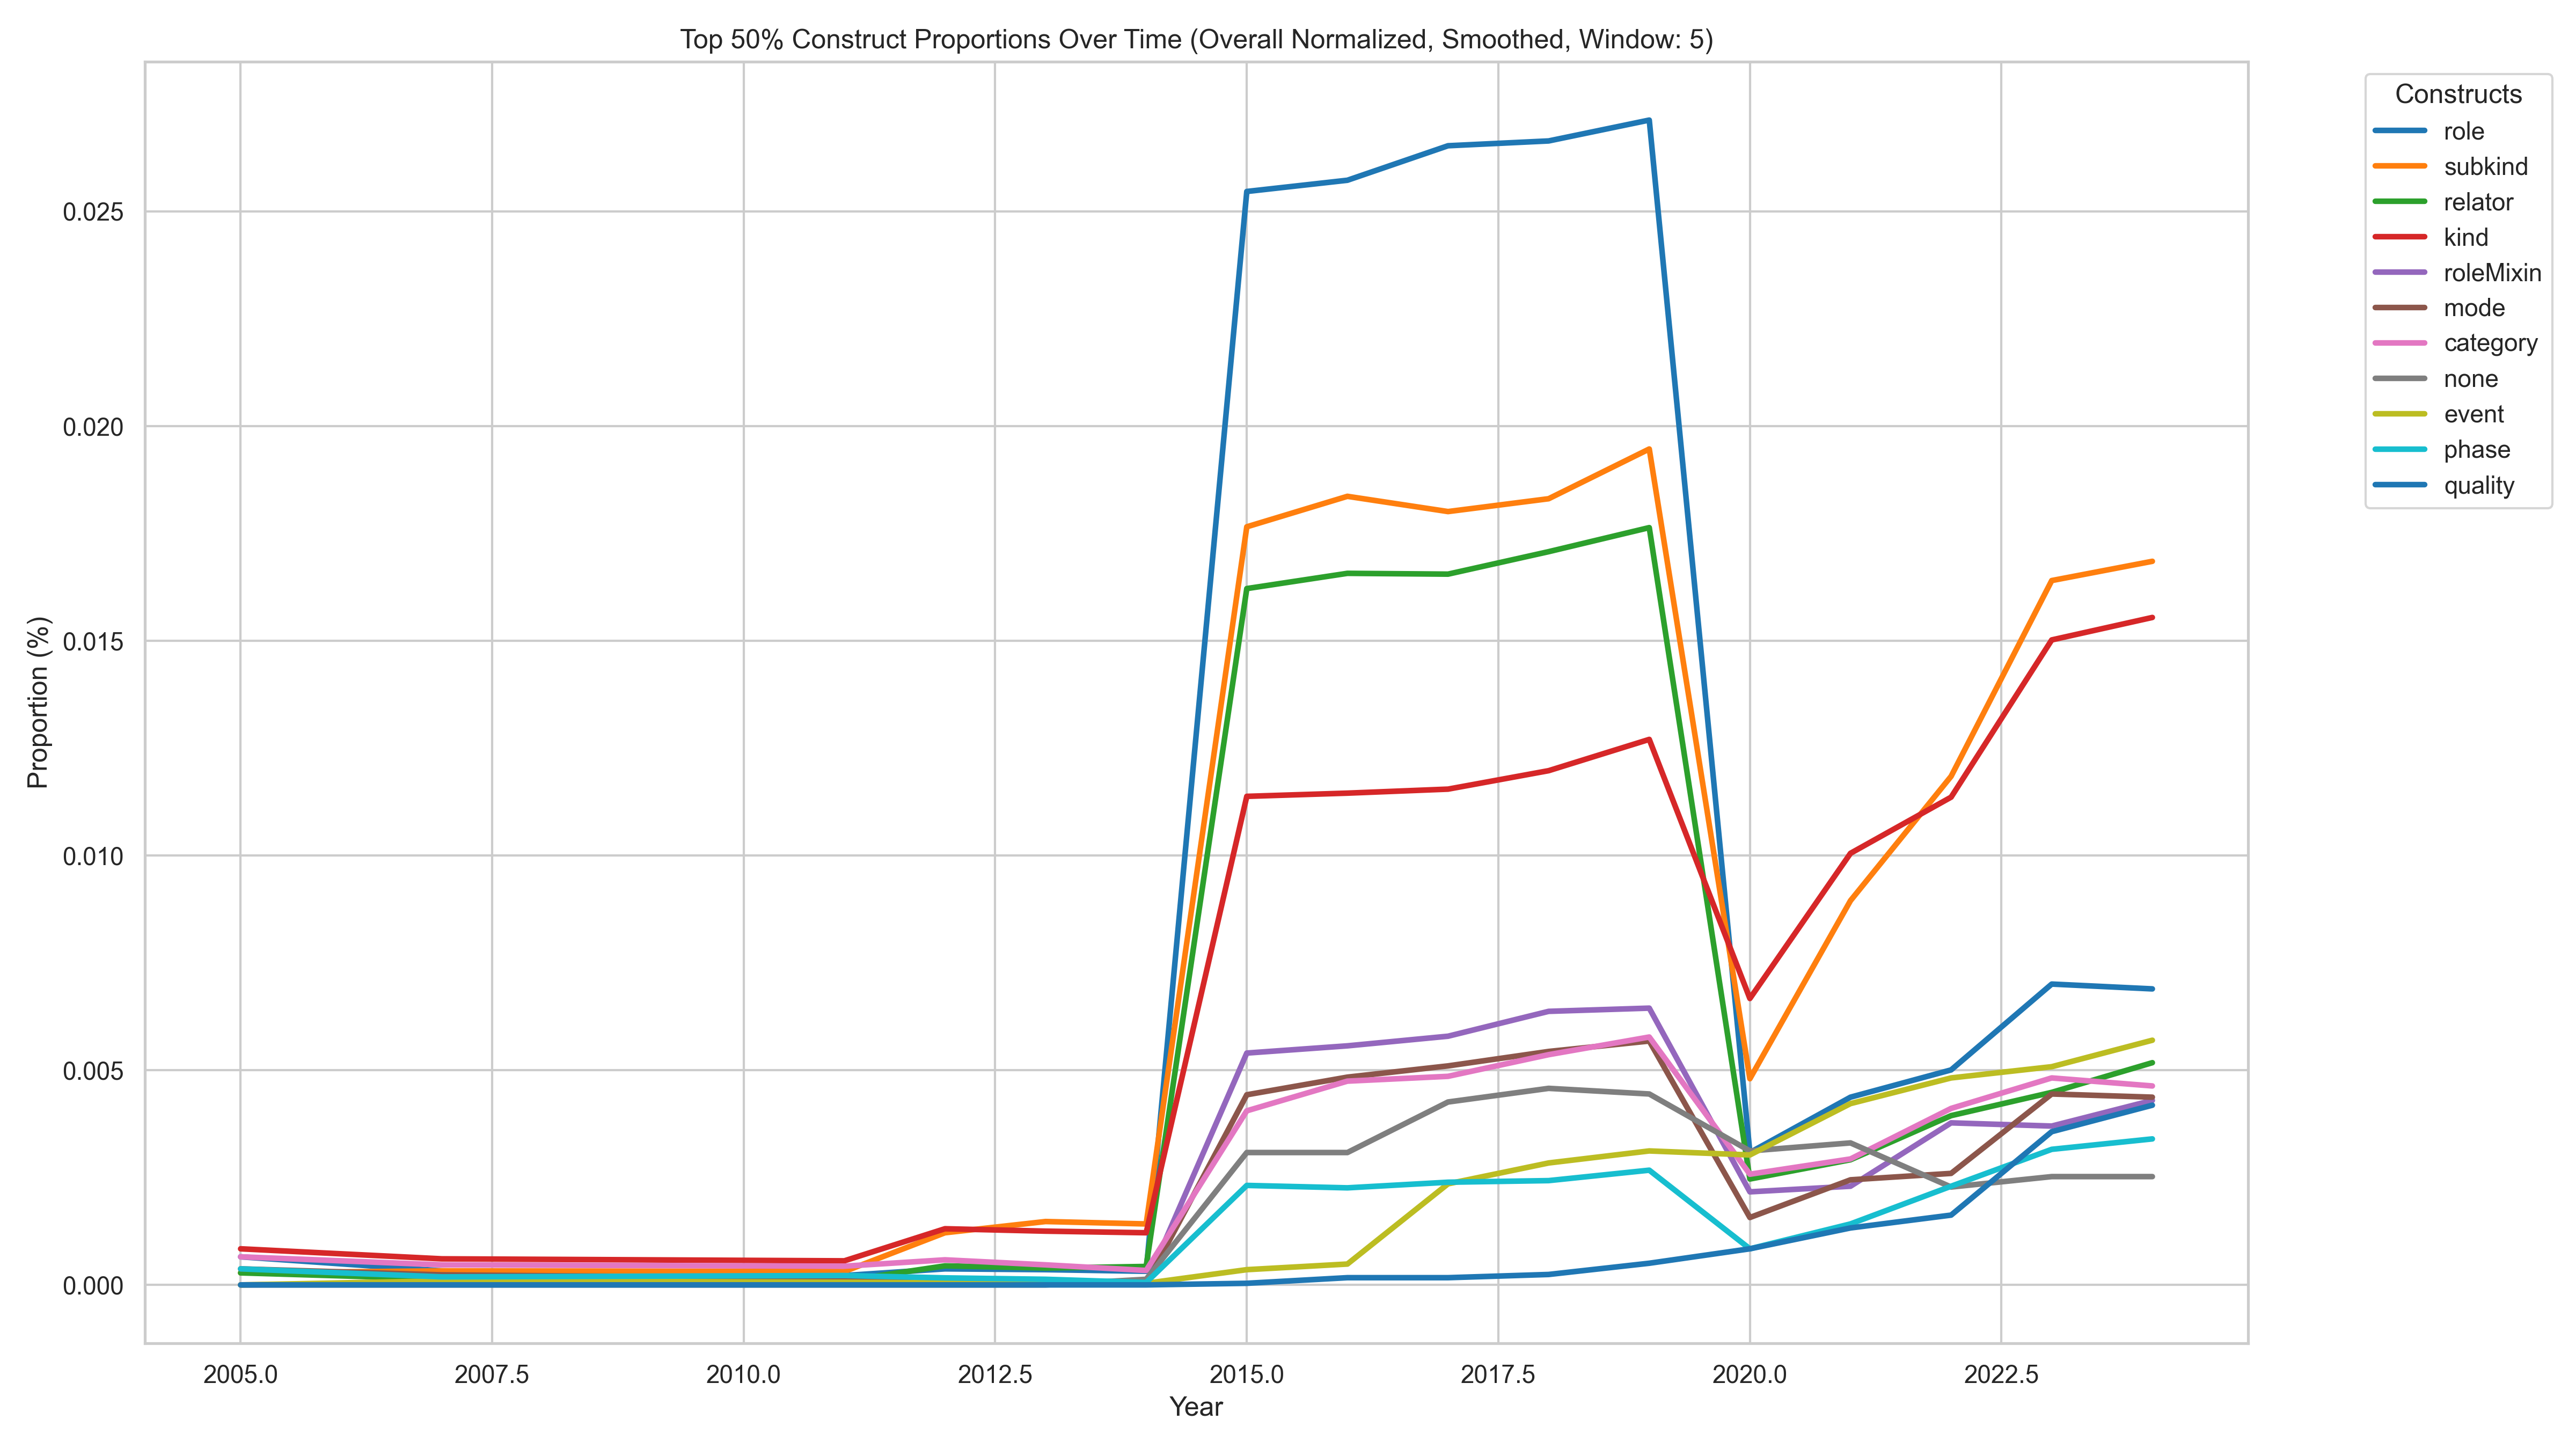 Top 50% Construct Proportions Over Time (Overall Normalized, Smoothed, Window: 5)
Constructs
role
subkind
relator
kind
roleMixin
mode
category
none
event
phase
quality
Proportion (%)
0.025
0.020
0.015
0.010
0.005
0.000
2005.0 2007.5 2010.0 2012.5 2015.0 2017.5 2020.0 2022.5
Year